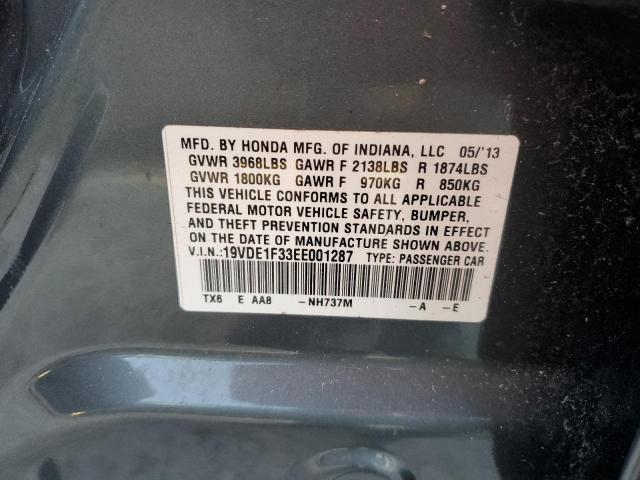 MFD. BY HONDA MFG. OF INDIANA, LLC 05/'13
GVWR 3968LBS GAWR F 2138LBS R 1874LBS
GVWR 1800KG GAWR F 970KG R 850KG
THIS VEHICLE CONFORMS TO ALL APPLICABLE
FEDERAL MOTOR VEHICLE SAFETY, BUMPER,
AND THEFT PREVENTION STANDARDS IN EFFECT
ON THE DATE OF MANUFACTURE SHOWN ABOVE.
V.I.N.:19VDE1F33EE001287 TYPE: PASSENGER CAR
TX6 E AA8 -NH737M -A -E